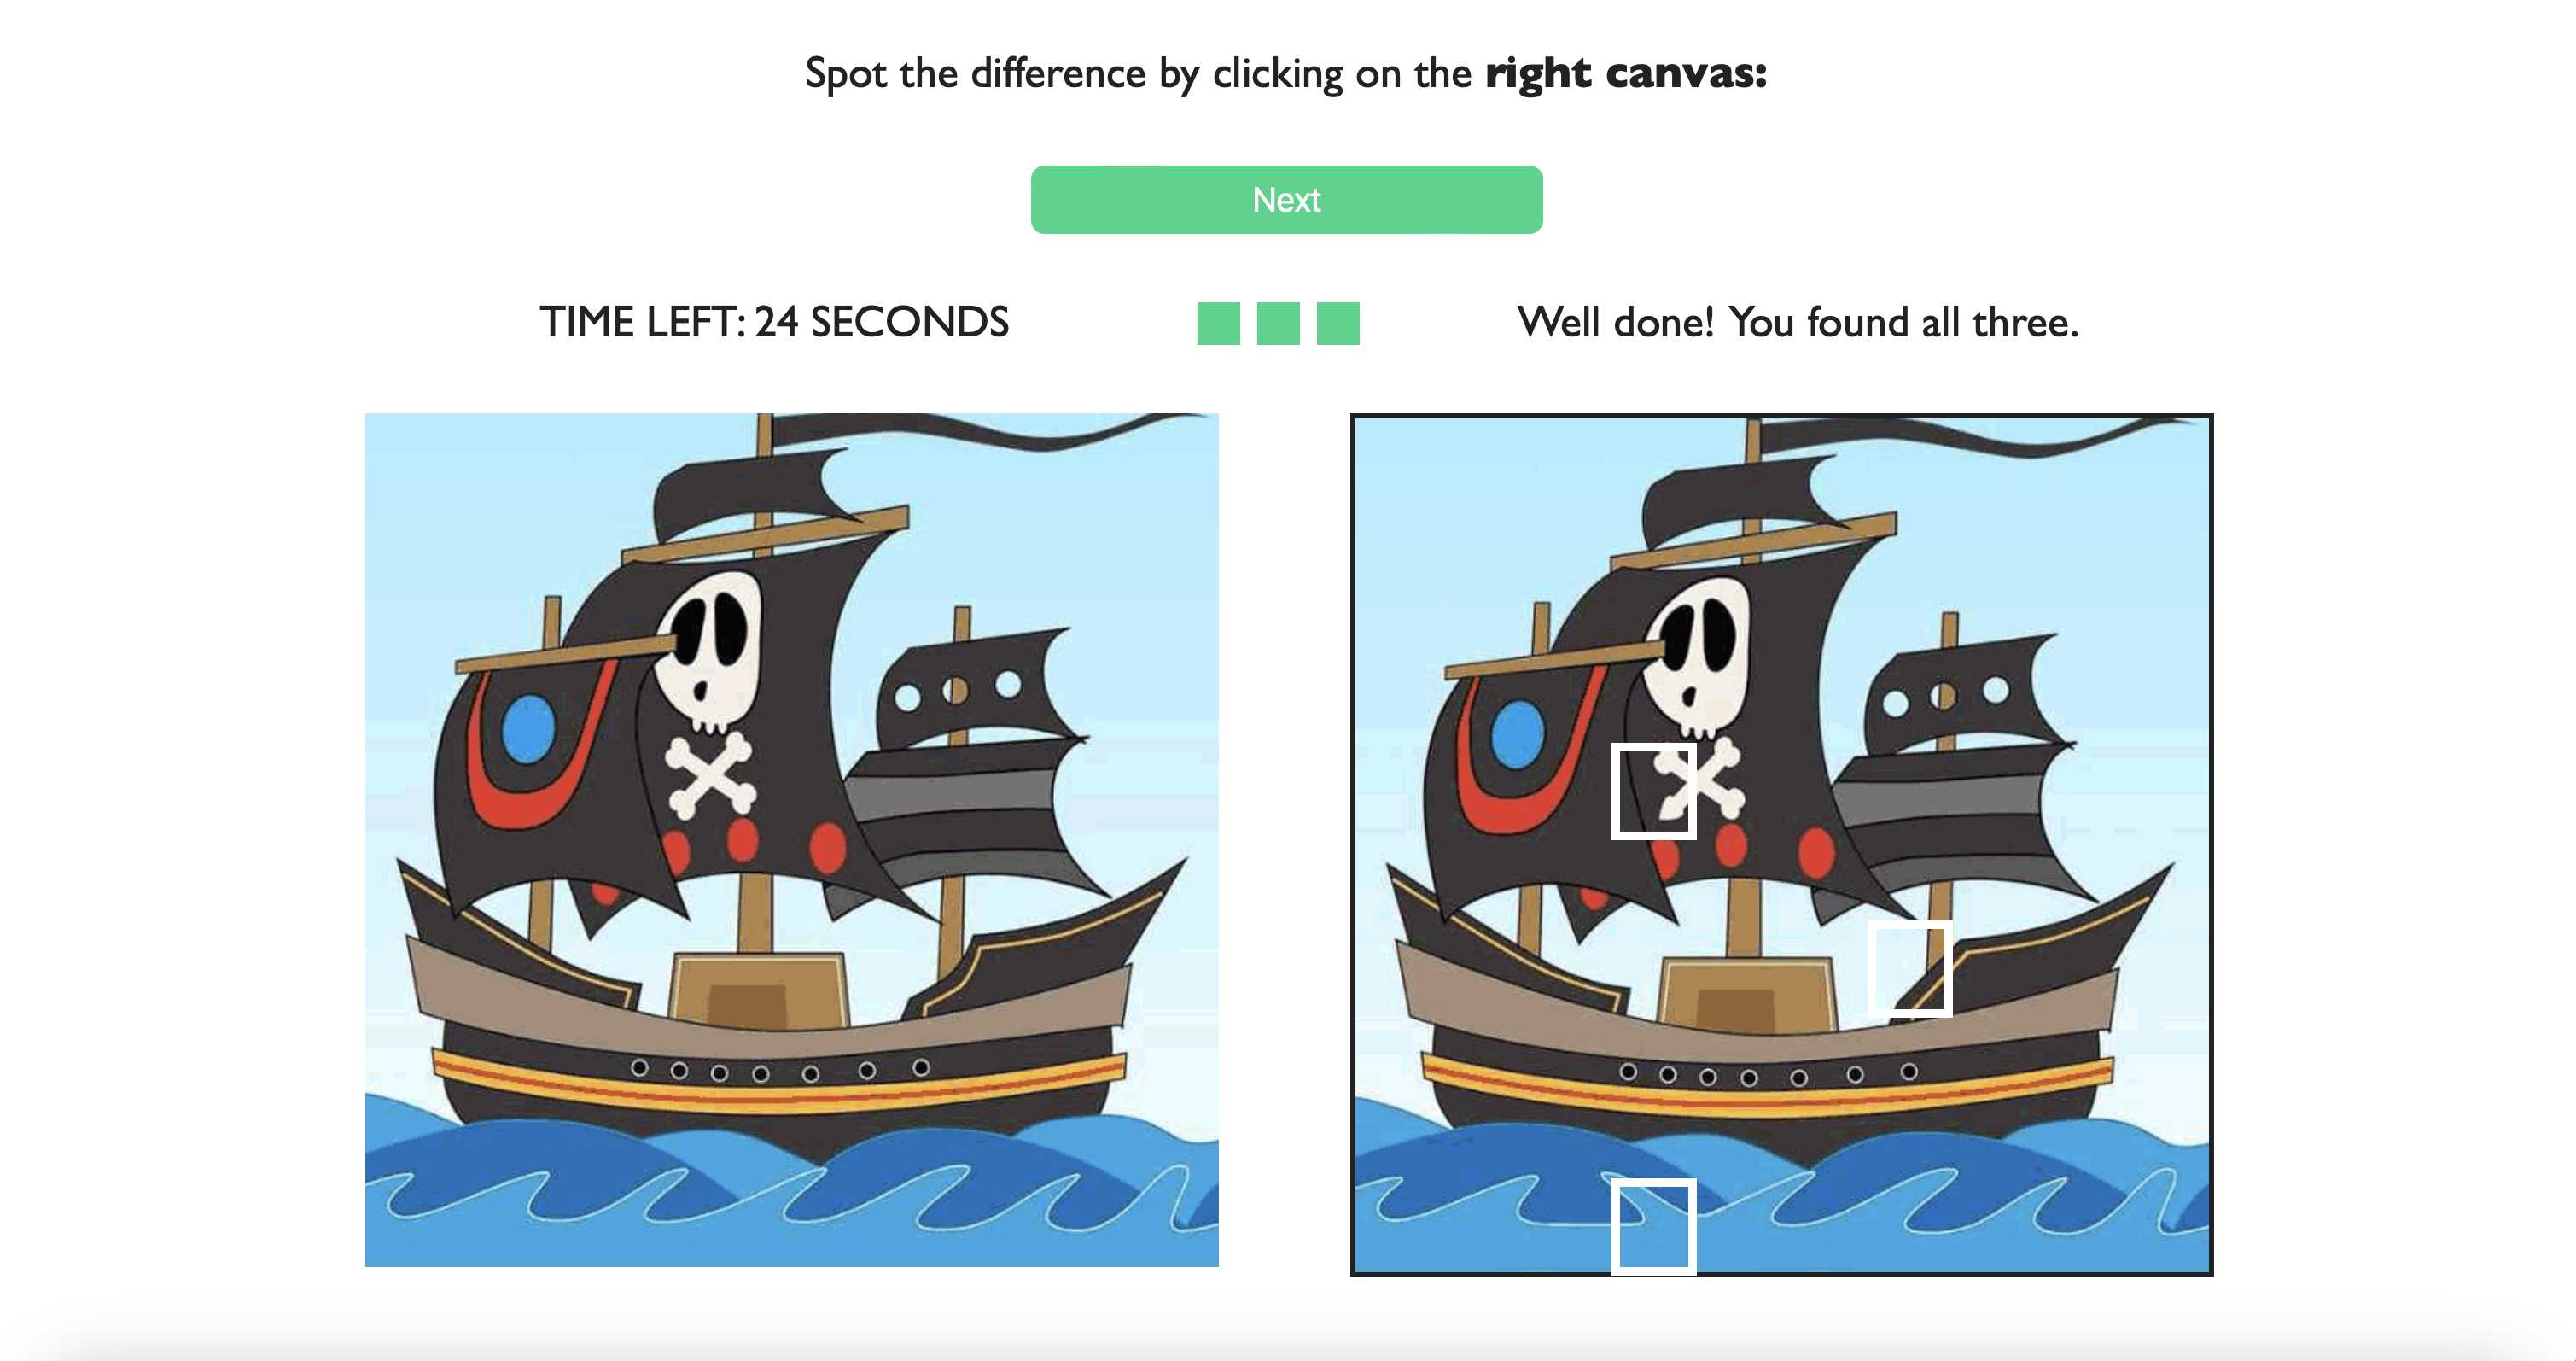 Spot the difference by clicking on the right canvas:
Next
TIME LEFT: 24 SECONDS
Well done! You found all three.